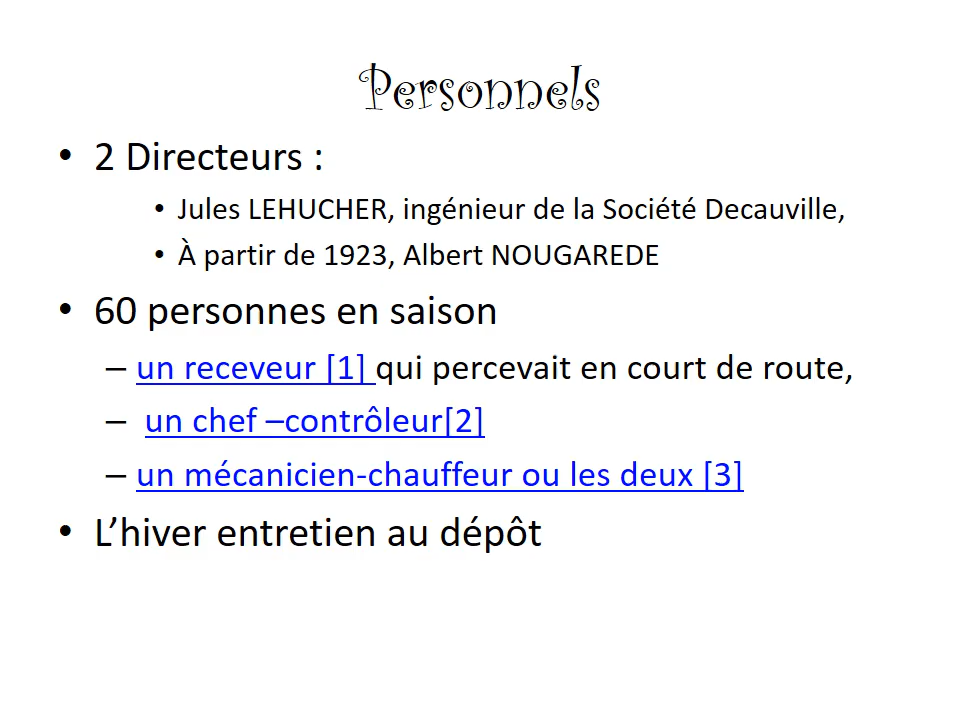 Personnels
• 2 Directeurs :
• Jules LEHUCHER, ingénieur de la Société Decauville,
• À partir de 1923, Albert NOUGAREDE
• 60 personnes en saison
– un receveur [1] qui percevait en court de route,
– un chef –contrôleur[2]
– un mécanicien-chauffeur ou les deux [3]
• L’hiver entretien au dépôt